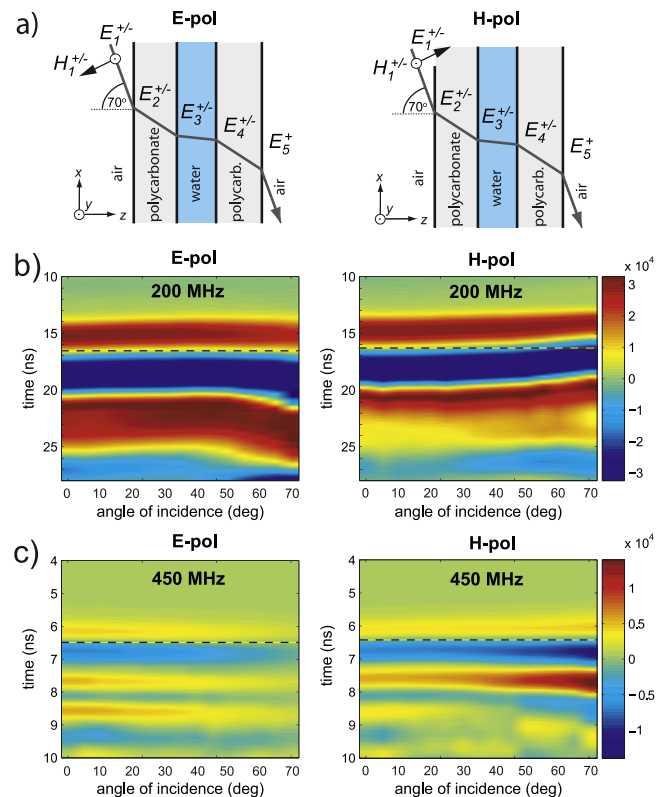 a)
E-pol
H-pol
E₁⁺/⁻
H₁⁺/⁻
70°
E₂⁺/⁻
E₃⁺/⁻
E₄⁺/⁻
E₅⁺
air
polycarbonate
water
polycarb.
air
x
y
z
E₁⁺/⁻
H₁⁺/⁻
70°
E₂⁺/⁻
E₃⁺/⁻
E₄⁺/⁻
E₅⁺
air
polycarbonate
water
polycarb.
air
x
y
z
b)
E-pol
H-pol
200 MHz
200 MHz
x 10⁴
10
15
20
25
time (ns)
0 10 20 30 40 50 60 70
angle of incidence (deg)
10
15
20
25
time (ns)
0 10 20 30 40 50 60 70
angle of incidence (deg)
3
2
1
0
−1
−2
−3
c)
E-pol
H-pol
450 MHz
450 MHz
x 10⁴
4
5
6
7
8
9
10
time (ns)
0 10 20 30 40 50 60 70
angle of incidence (deg)
4
5
6
7
8
9
10
time (ns)
0 10 20 30 40 50 60 70
angle of incidence (deg)
1
0.5
0
−0.5
−1